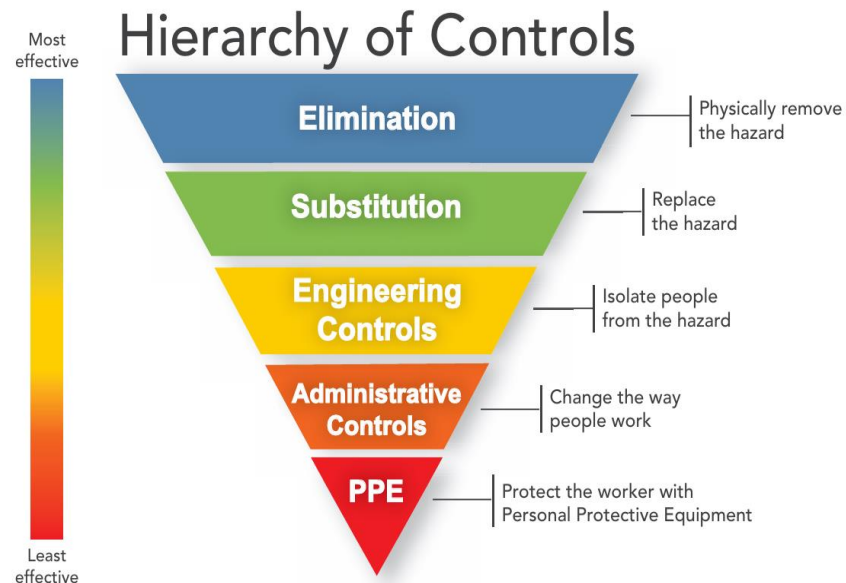 Hierarchy of Controls
Most
effective
Elimination
Physically remove
the hazard
Substitution
Replace
the hazard
Engineering
Controls
Isolate people
from the hazard
Administrative
Controls
Change the way
people work
PPE
Protect the worker with
Personal Protective Equipment
Least
effective